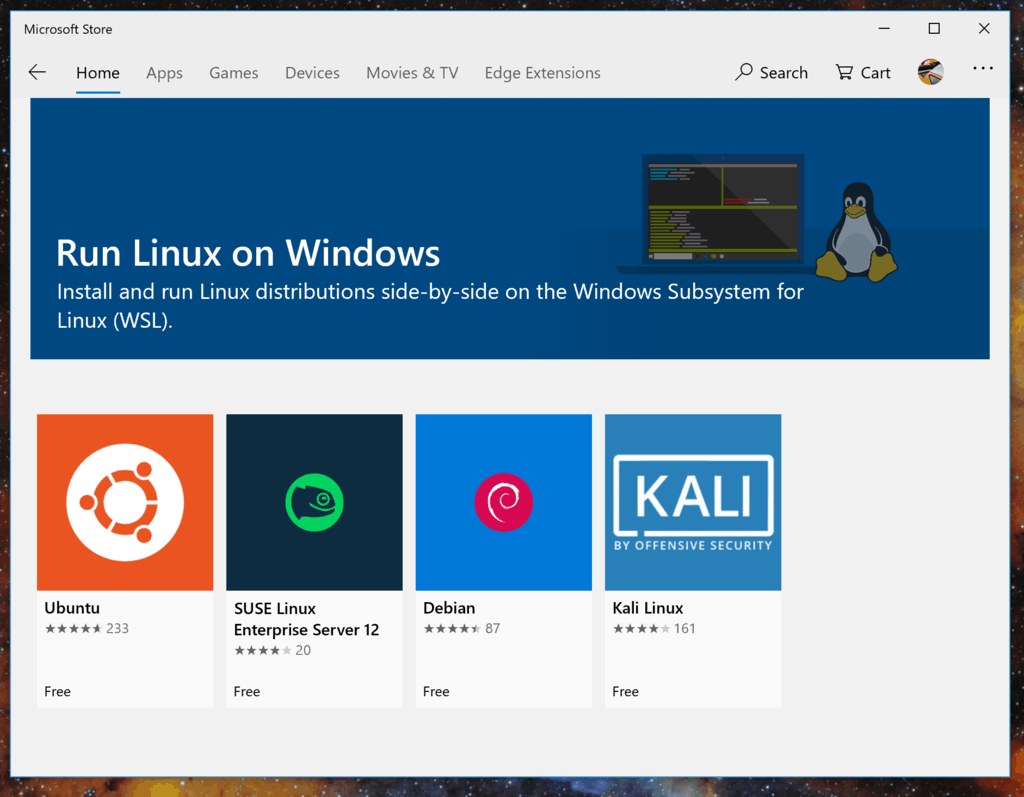 Microsoft Store
Home Apps Games Devices Movies & TV Edge Extensions Search Cart
Run Linux on Windows
Install and run Linux distributions side-by-side on the Windows Subsystem for
Linux (WSL).
KALI
BY OFFENSIVE SECURITY
Ubuntu
233
Free
SUSE Linux
Enterprise Server 12
20
Free
Debian
87
Free
Kali Linux
161
Free